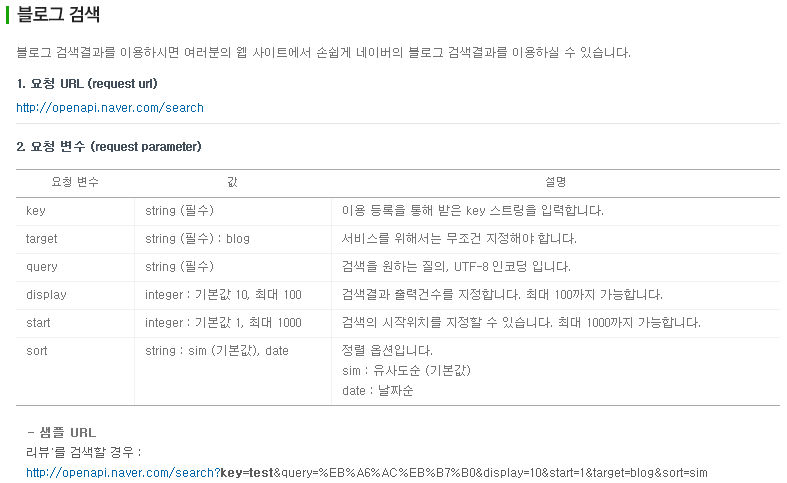 블로그 검색
블로그 검색결과를 이용하시면 여러분의 웹 사이트에서 손쉽게 네이버의 블로그 검색결과를 이용하실 수 있습니다.
1. 요청 URL (request url)
http://openapi.naver.com/search
2. 요청 변수 (request parameter)
요청 변수 값 설명
key string (필수) 이용 등록을 통해 받은 key 스트링을 입력합니다.
target string (필수) : blog 서비스를 위해서는 무조건 지정해야 합니다.
query string (필수) 검색을 원하는 질의, UTF-8 인코딩 입니다.
display integer : 기본값 10, 최대 100 검색결과 출력건수를 지정합니다. 최대 100까지 가능합니다.
start integer : 기본값 1, 최대 1000 검색의 시작위치를 지정할 수 있습니다. 최대 1000까지 가능합니다.
sort string : sim (기본값), date 정렬 옵션입니다.
sim : 유사도순 (기본값)
date : 날짜순
- 샘플 URL
리뷰'를 검색할 경우 :
http://openapi.naver.com/search?key=test&query=%EB%A6%AC%EB%B7%B0&display=10&start=1&target=blog&sort=sim